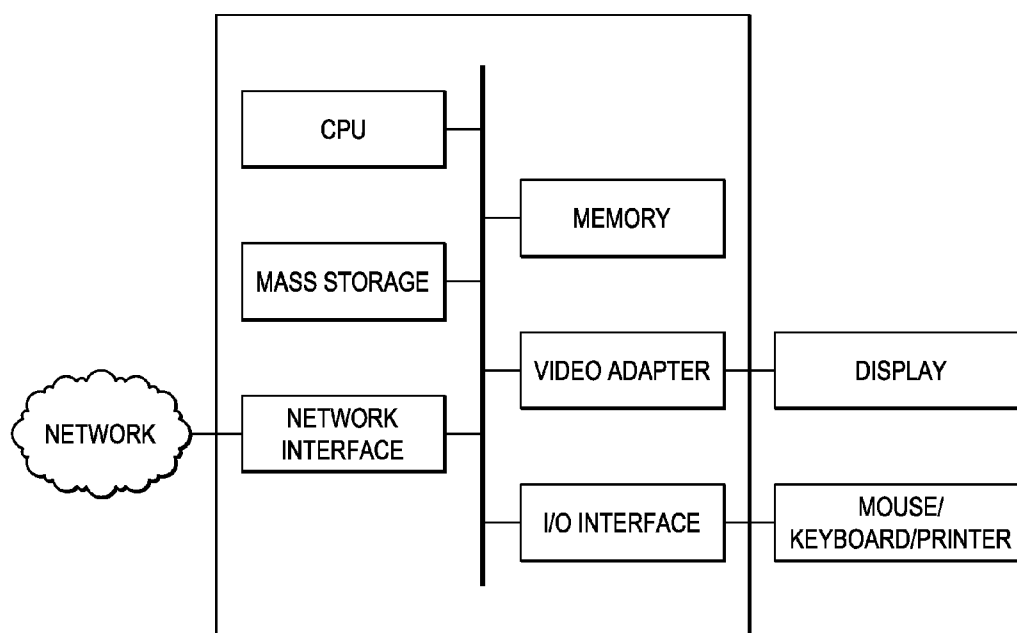 CPU
MEMORY
MASS STORAGE
VIDEO ADAPTER
DISPLAY
NETWORK
NETWORK
INTERFACE
I/O INTERFACE
MOUSE/
KEYBOARD/PRINTER